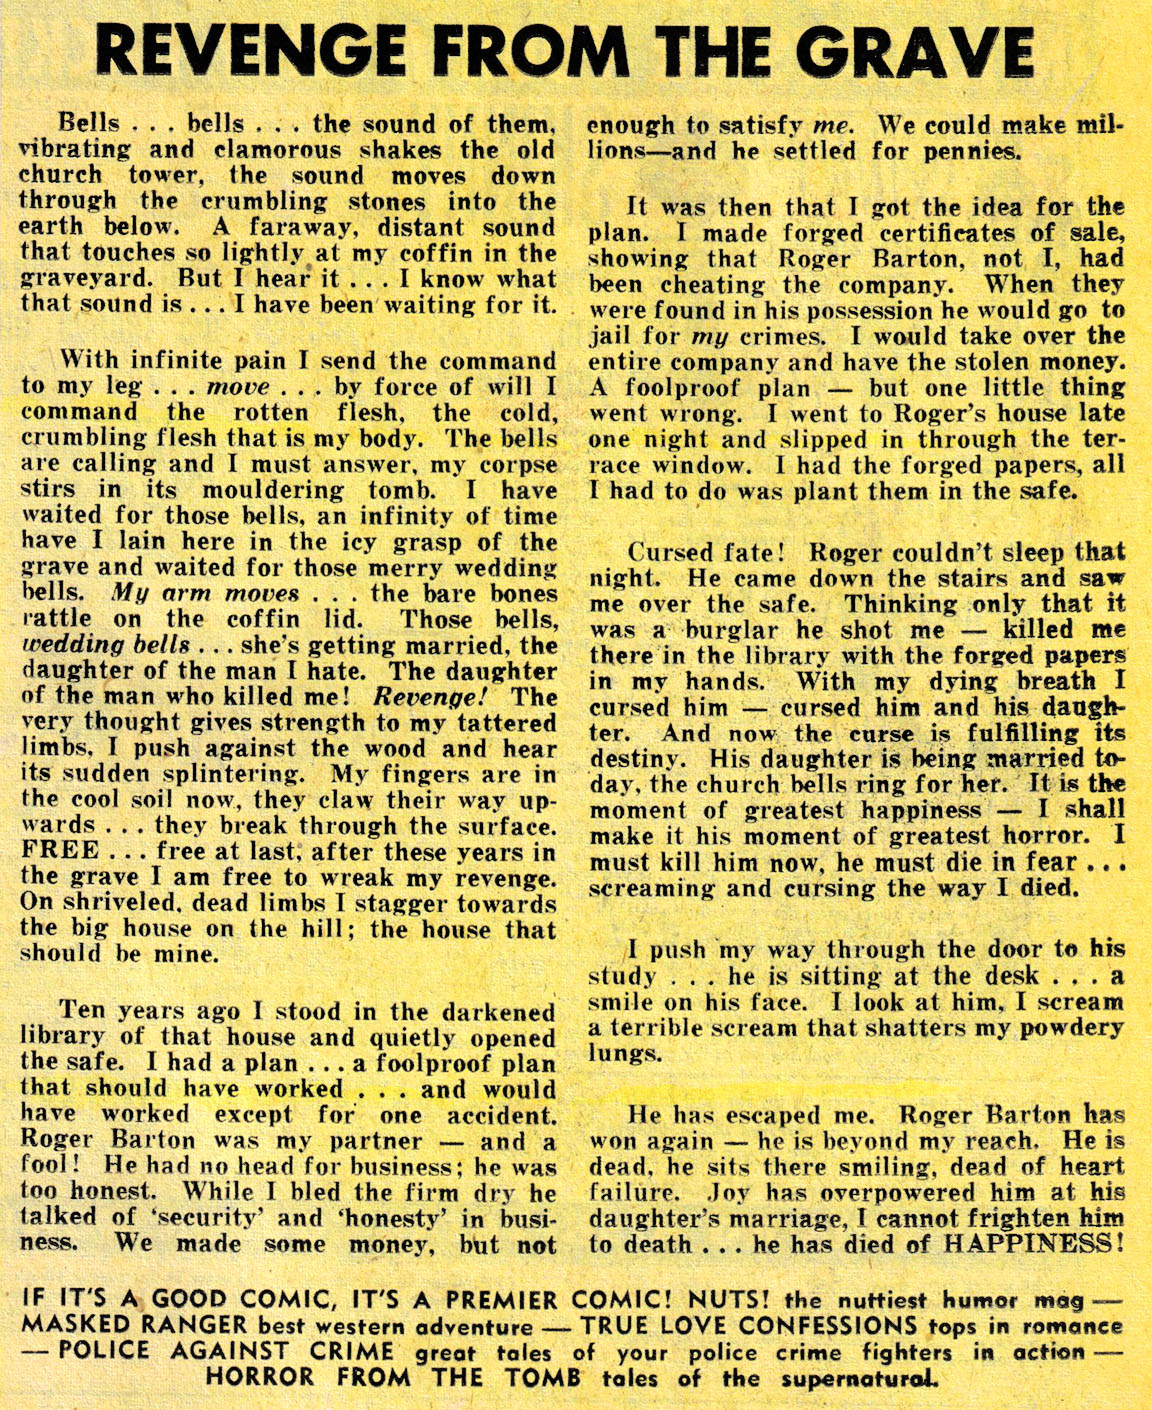 REVENGE FROM THE GRAVE
Bells . . . bells . . . the sound of them,
vibrating and clamorous shakes the old
church tower, the sound moves down
through the crumbling stones into the
earth below. A faraway, distant sound
that touches so lightly at my coffin in the
graveyard. But I hear it . . . I know what
that sound is . . . I have been waiting for it.
With infinite pain I send the command
to my leg . . . move . . . by force of will I
command the rotten flesh, the cold,
crumbling flesh that is my body. The bells
are calling and I must answer, my corpse
stirs in its mouldering tomb. I have
waited for those bells, an infinity of time
have I lain here in the icy grasp of the
grave and waited for those merry wedding
bells. My arm moves . . . the bare bones
rattle on the coffin lid. Those bells,
wedding bells . . . she's getting married, the
daughter of the man I hate. The daughter
of the man who killed me! Revenge! The
very thought gives strength to my tattered
limbs, I push against the wood and hear
its sudden splintering. My fingers are in
the cool soil now, they claw their way up-
wards . . . they break through the surface.
FREE . . . free at last, after these years in
the grave I am free to wreak my revenge.
On shriveled, dead limbs I stagger towards
the big house on the hill; the house that
should be mine.
Ten years ago I stood in the darkened
library of that house and quietly opened
the safe. I had a plan . . . a foolproof plan
that should have worked . . . and would
have worked except for one accident.
Roger Barton was my partner — and a
fool! He had no head for business; he was
too honest. While I bled the firm dry he
talked of 'security' and 'honesty' in busi-
ness. We made some money, but not
enough to satisfy me. We could make mil-
lions—and he settled for pennies.
It was then that I got the idea for the
plan. I made forged certificates of sale,
showing that Roger Barton, not I, had
been cheating the company. When they
were found in his possession he would go to
jail for my crimes. I would take over the
entire company and have the stolen money.
A foolproof plan — but one little thing
went wrong. I went to Roger's house late
one night and slipped in through the ter-
race window. I had the forged papers, all
I had to do was plant them in the safe.
Cursed fate! Roger couldn't sleep that
night. He came down the stairs and saw
me over the safe. Thinking only that it
was a burglar he shot me — killed me
there in the library with the forged papers
in my hands. With my dying breath I
cursed him — cursed him and his daugh-
ter. And now the curse is fulfilling its
destiny. His daughter is being married to-
day, the church bells ring for her. It is the
moment of greatest happiness — I shall
make it his moment of greatest horror. I
must kill him now, he must die in fear . . .
screaming and cursing the way I died.
I push my way through the door to his
study . . . he is sitting at the desk . . . a
smile on his face. I look at him, I scream
a terrible scream that shatters my powdery
lungs.
He has escaped me. Roger Barton has
won again — he is beyond my reach. He is
dead, he sits there smiling, dead of heart
failure. Joy has overpowered him at his
daughter's marriage, I cannot frighten him
to death . . . he has died of HAPPINESS!
IF IT'S A GOOD COMIC, IT'S A PREMIER COMIC! NUTS! the nuttiest humor mag —
MASKED RANGER best western adventure — TRUE LOVE CONFESSIONS tops in romance
— POLICE AGAINST CRIME great tales of your police crime fighters in action —
HORROR FROM THE TOMB tales of the supernatural.